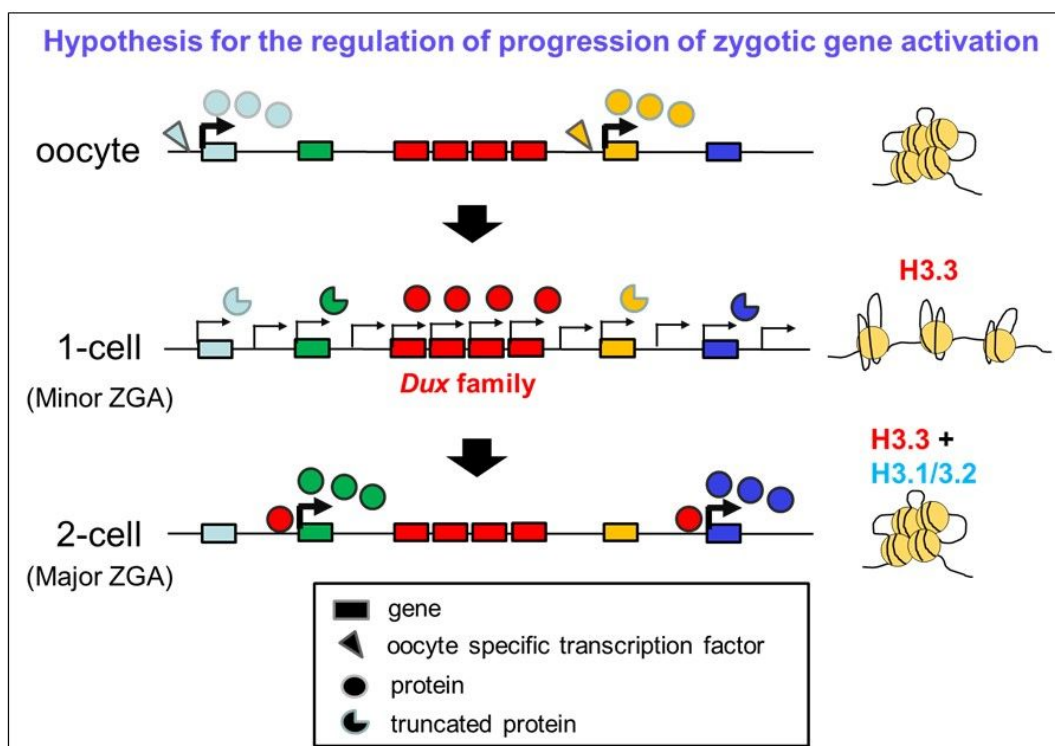 Hypothesis for the regulation of progression of zygotic gene activation
oocyte
H3.3
1-cell
(Minor ZGA)
Dux family
H3.3 +
H3.1/3.2
2-cell
(Major ZGA)
gene
oocyte specific transcription factor
protein
truncated protein